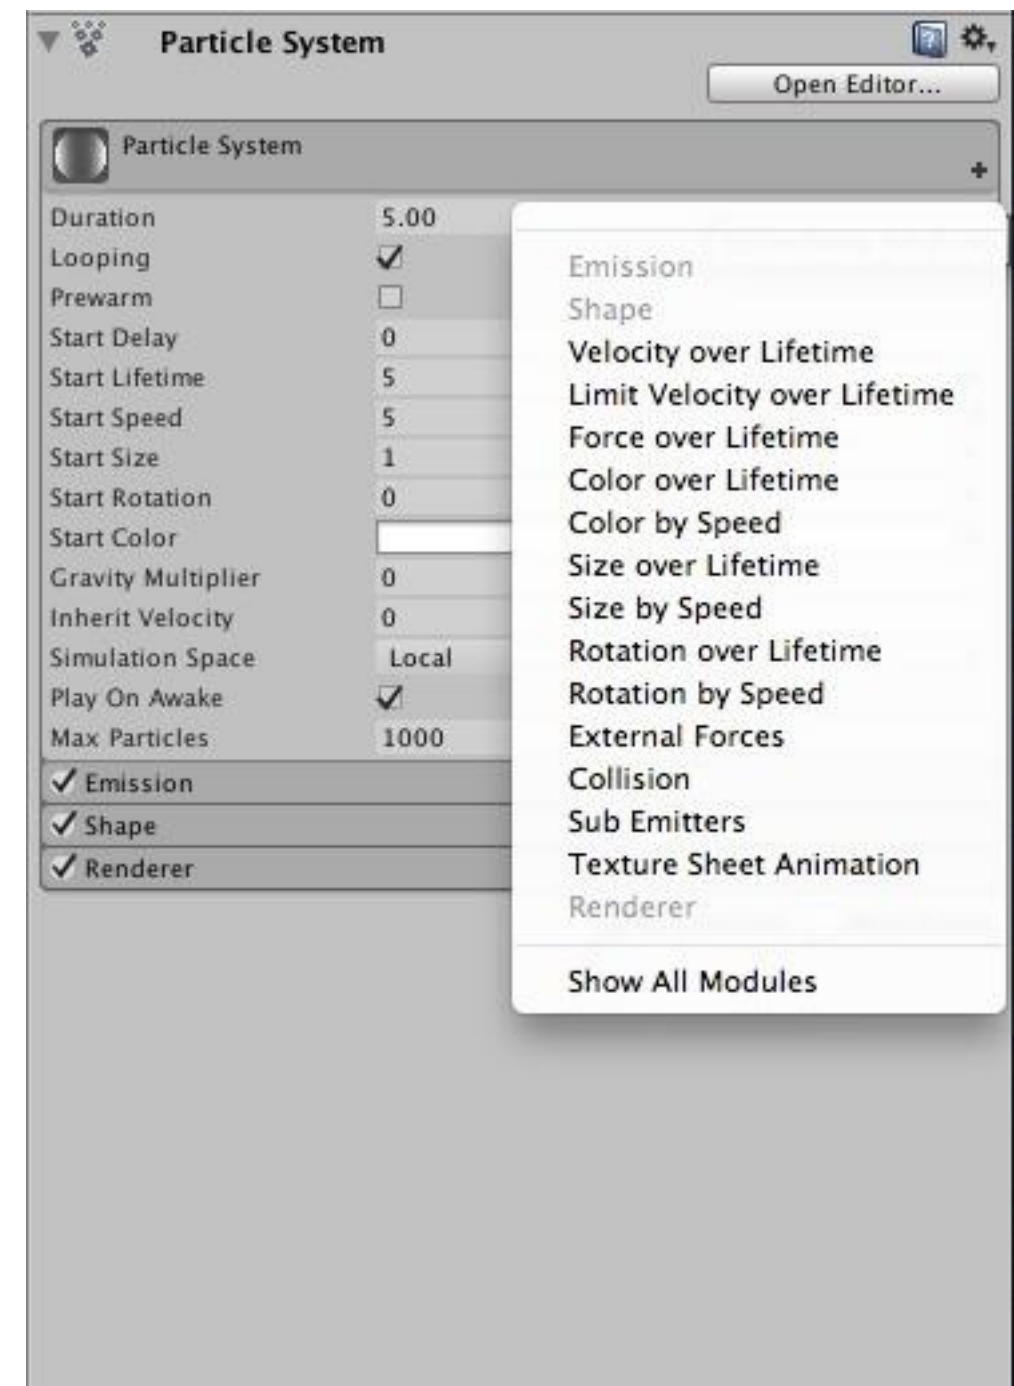 Particle System
Open Editor...
Particle System
Duration 5.00
Looping
Prewarm
Start Delay 0
Start Lifetime 5
Start Speed 5
Start Size 1
Start Rotation 0
Start Color
Gravity Multiplier 0
Inherit Velocity 0
Simulation Space Local
Play On Awake
Max Particles 1000
Emission
Shape
Renderer
Emission
Shape
Velocity over Lifetime
Limit Velocity over Lifetime
Force over Lifetime
Color over Lifetime
Color by Speed
Size over Lifetime
Size by Speed
Rotation over Lifetime
Rotation by Speed
External Forces
Collision
Sub Emitters
Texture Sheet Animation
Renderer
Show All Modules